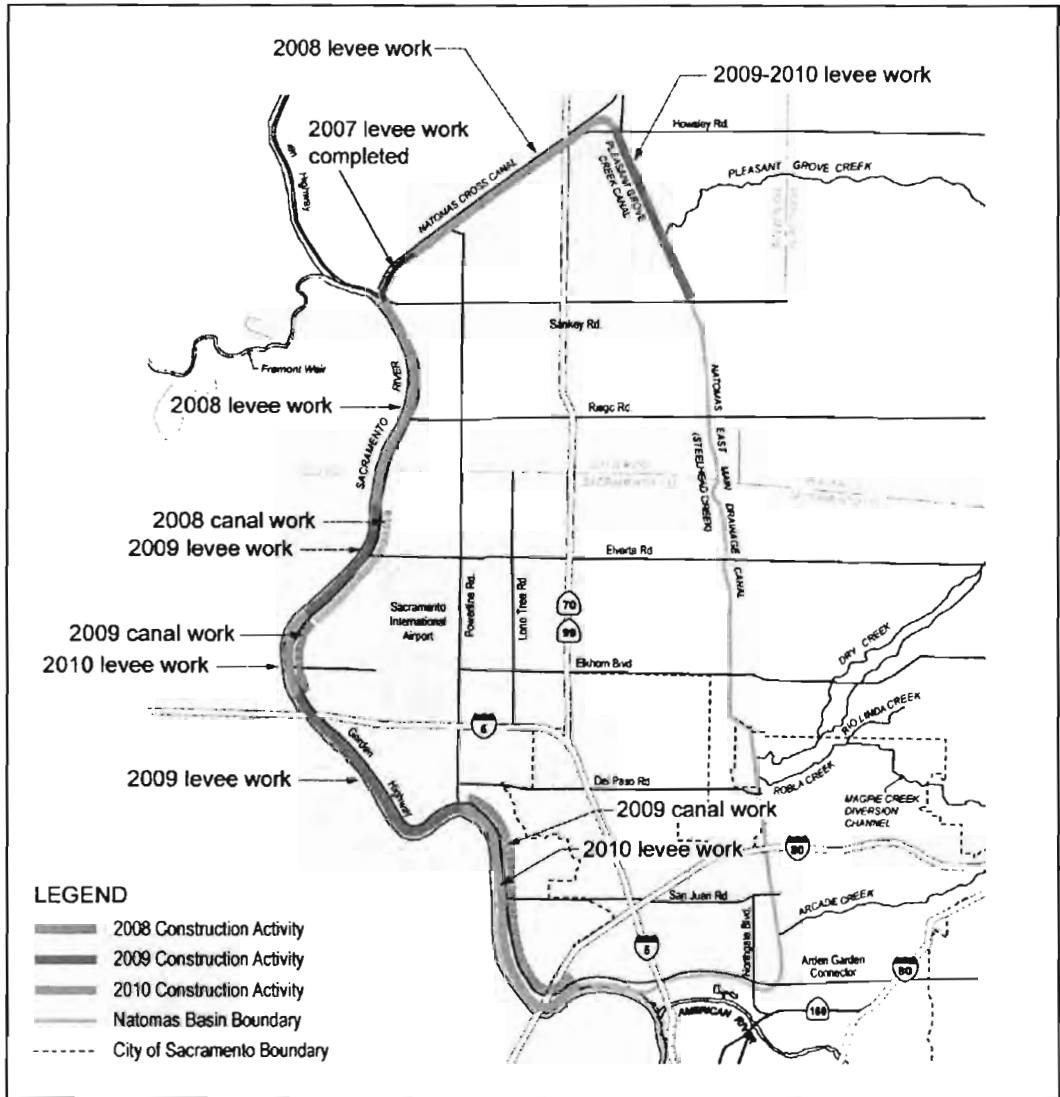 2008 levee work
2009-2010 levee work
2007 levee work
completed
Howsley Rd.
Highway
NATOMAS CROSS CANAL
PLEASANT GROVE
CREEK CANAL
PLEASANT GROVE CREEK
Sankey Rd.
Fremont Weir
RIVER
2008 levee work
Riego Rd.
SACRAMENTO
NATOMAS EAST MAIN DRAINAGE CANAL
(STEELHEAD CREEK)
2008 canal work
2009 levee work
Elverta Rd
Sacramento
International
Airport
Powerline Rd.
Lone Tree Rd
70
99
2009 canal work
2010 levee work
Elkhorn Blvd
DRY CREEK
RIO LINDA CREEK
Garden
Highway
5
2009 levee work
Del Paso Rd
ROBLA CREEK
MAGPIE CREEK
DIVERSION
CHANNEL
2009 canal work
2010 levee work
80
San Juan Rd
ARCADE CREEK
Northgate Blvd.
5
Arden Garden
Connector
80
AMERICAN RIVER
160
LEGEND
2008 Construction Activity
2009 Construction Activity
2010 Construction Activity
Natomas Basin Boundary
City of Sacramento Boundary